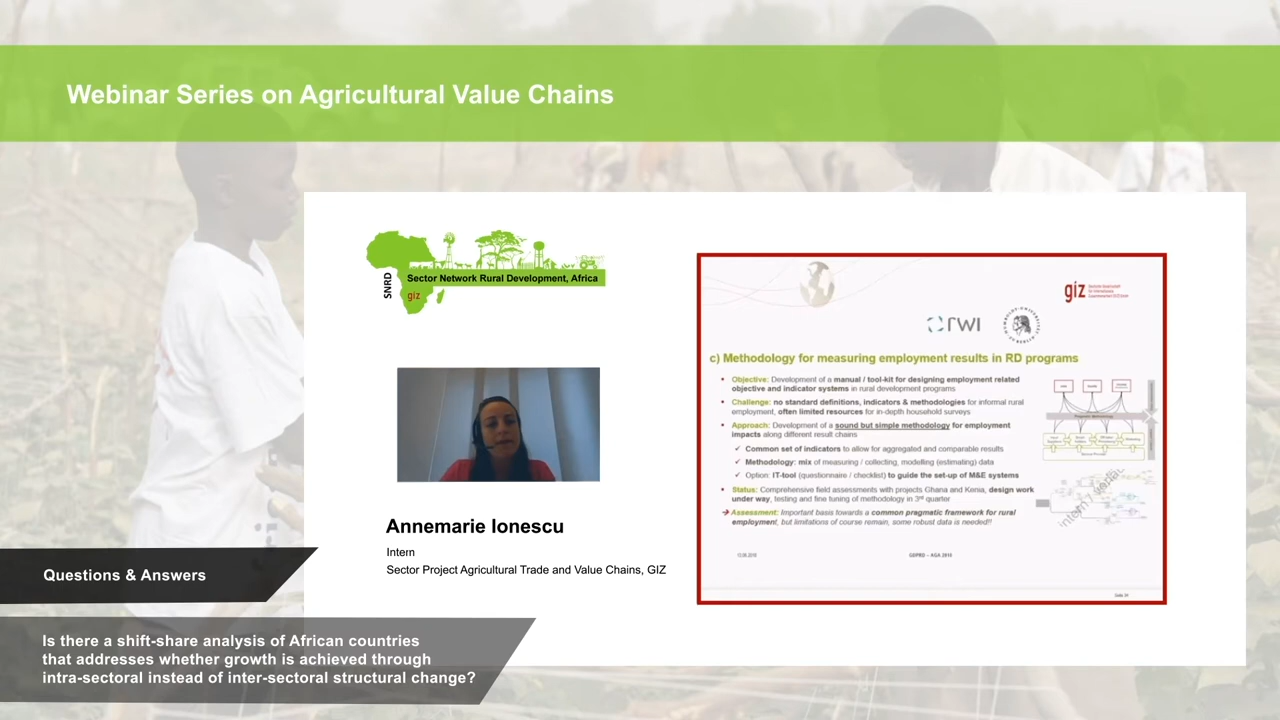 Webinar Series on Agricultural Value Chains
SNRD
Sector Network Rural Development, Africa
giz
Annemarie Ionescu
Intern
Sector Project Agricultural Trade and Value Chains, GIZ
giz
rwi
c) Methodology for measuring employment results in RD programs
• Objective: Development of a manual / tool-kit for designing employment related
objective and indicator systems in rural development programs
• Challenge: no standard definitions, indicators & methodologies for informal rural
employment, often limited resources for in-depth household surveys
• Approach: Development of a sound but simple methodology for employment
impacts along different result chains
✓ Common set of indicators to allow for aggregated and comparable results
✓ Methodology: mix of measuring / collecting, modelling (estimating) data
✓ Option: IT-tool (questionnaire / checklist) to guide the set-up of M&E systems
• Status: Comprehensive field assessments with projects Ghana and Kenia, design work
under way, testing and fine tuning of methodology in 3rd quarter
➔ Assessment: Important basis towards a common pragmatic framework for rural
employment, but limitations of course remain, some robust data is needed!!
Questions & Answers
Is there a shift-share analysis of African countries
that addresses whether growth is achieved through
intra-sectoral instead of inter-sectoral structural change?